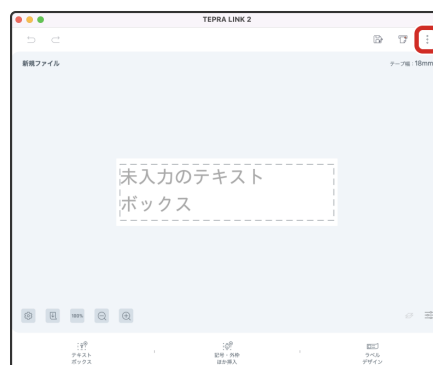 TEPRA LINK 2
新規ファイル
テープ幅:18mm
未入力のテキスト
ボックス
100%
テキスト
ボックス
記号・外枠
ほか挿入
ラベル
デザイン